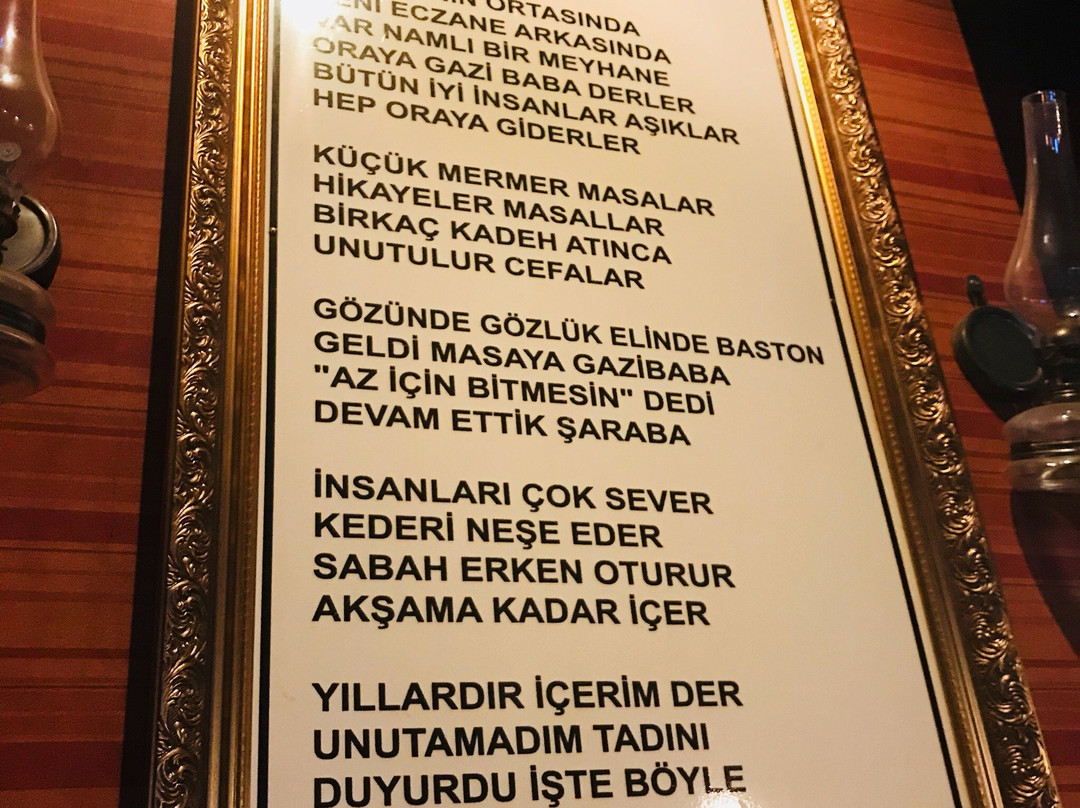 ORTASINDA
ECZANE ARKASINDA
VAR NAMLI BİR MEYHANE
ORAYA GAZİ BABA DERLER
BÜTÜN İYİ İNSANLAR AŞIKLAR
HEP ORAYA GİDERLER
KÜÇÜK MERMER MASALAR
HİKAYELER MASALLAR
BİRKAÇ KADEH ATINCA
UNUTULUR CEFALAR
GÖZÜNDE GÖZLÜK ELİNDE BASTON
GELDİ MASAYA GAZİBABA
"AZ İÇİN BİTMESİN" DEDİ
DEVAM ETTİK ŞARABA
İNSANLARI ÇOK SEVER
KEDERİ NEŞE EDER
SABAH ERKEN OTURUR
AKŞAMA KADAR İÇER
YILLARDIR İÇERİM DER
UNUTAMADIM TADINI
DUYURDU İŞTE BÖYLE